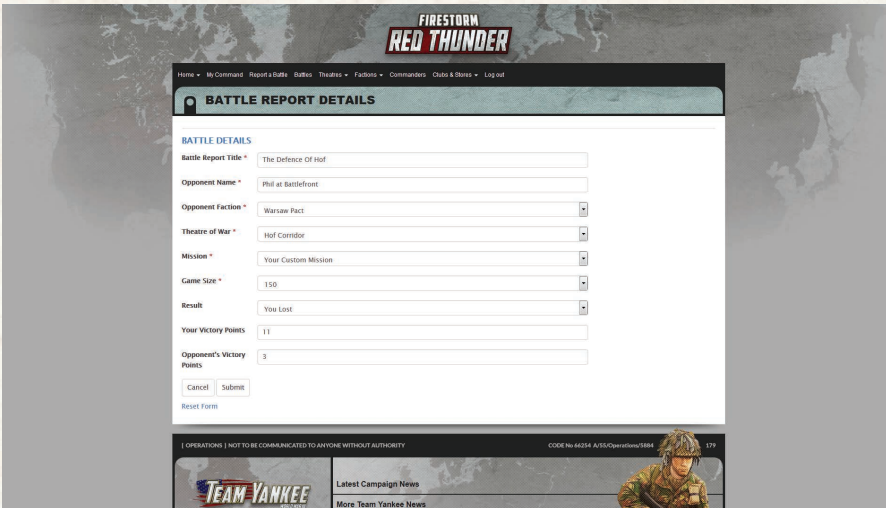 FIRESTORM
RED THUNDER
Home My Command Report a Battle Battles Theatres Factions Commanders Clubs & Stores Log out
BATTLE REPORT DETAILS
BATTLE DETAILS
Battle Report Title * The Defence Of Hof
Opponent Name * Phil at Battlefront
Opponent Faction * Warsaw Pact
Theatre of War * Hof Corridor
Mission * Your Custom Mission
Game Size * 150
Result You Lost
Your Victory Points 11
Opponent's Victory Points 3
Cancel Submit
Reset Form
[ OPERATIONS ] NOT TO BE COMMUNICATED TO ANYONE WITHOUT AUTHORITY CODE No 66254 A/55/Operations/5884 179
TEAM YANKEE
Latest Campaign News
More Team Yankee News